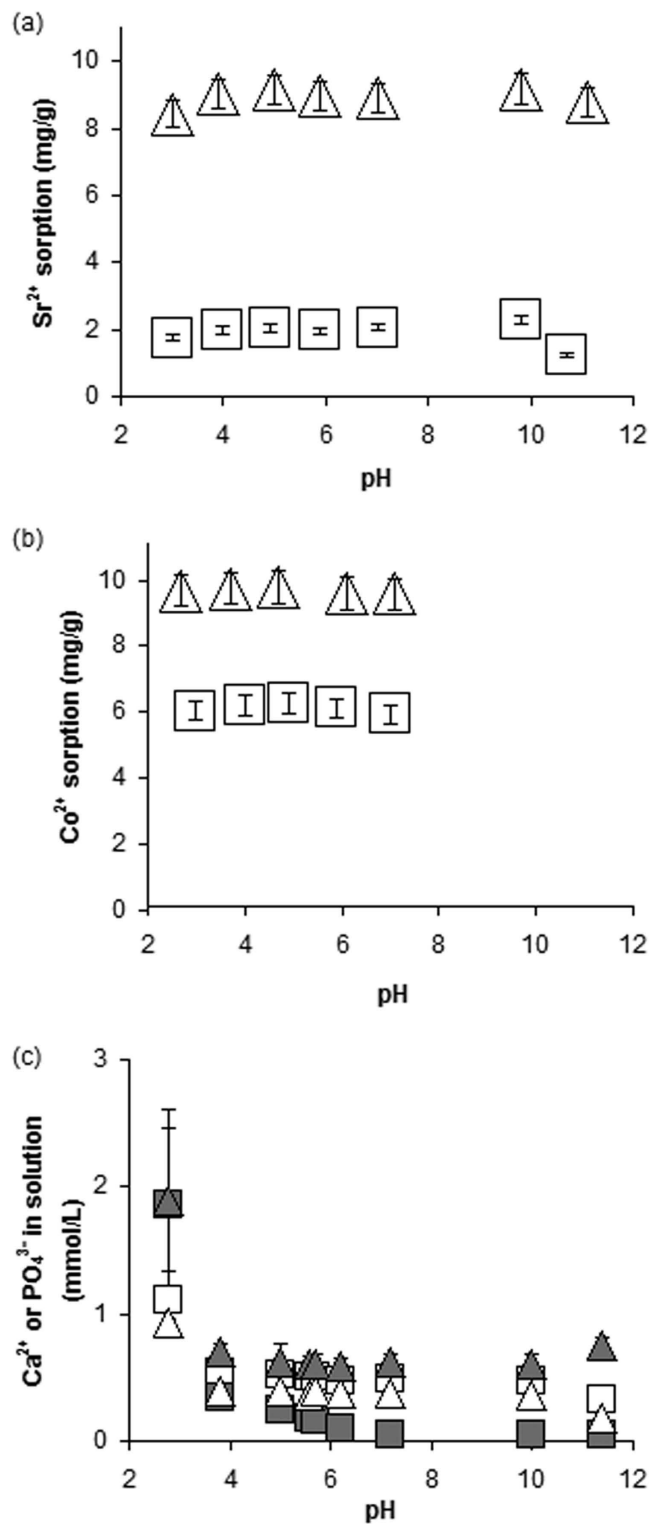 (a)
10
8
6
4
2
0
Sr²⁺ sorption (mg/g)
2 4 6 8 10 12
pH
(b)
10
8
6
4
2
0
Co²⁺ sorption (mg/g)
2 4 6 8 10 12
pH
(c)
3
2
1
0
Ca²⁺ or PO₄³⁻ in solution
(mmol/L)
2 4 6 8 10 12
pH